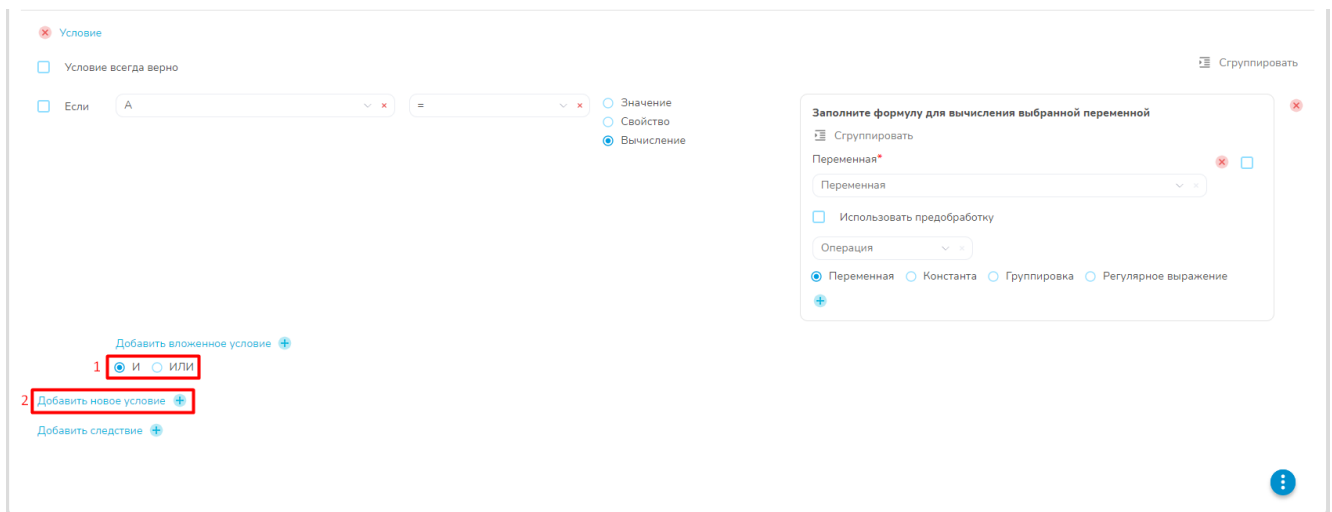 Условие
Условие всегда верно
Сгруппировать
Если
А
=
Значение
Свойство
Вычисление
Заполните формулу для вычисления выбранной переменной
Сгруппировать
Переменная*
Переменная
Использовать предобработку
Операция
Переменная Константа Группировка Регулярное выражение
Добавить вложенное условие
1 И ИЛИ
2 Добавить новое условие
Добавить следствие